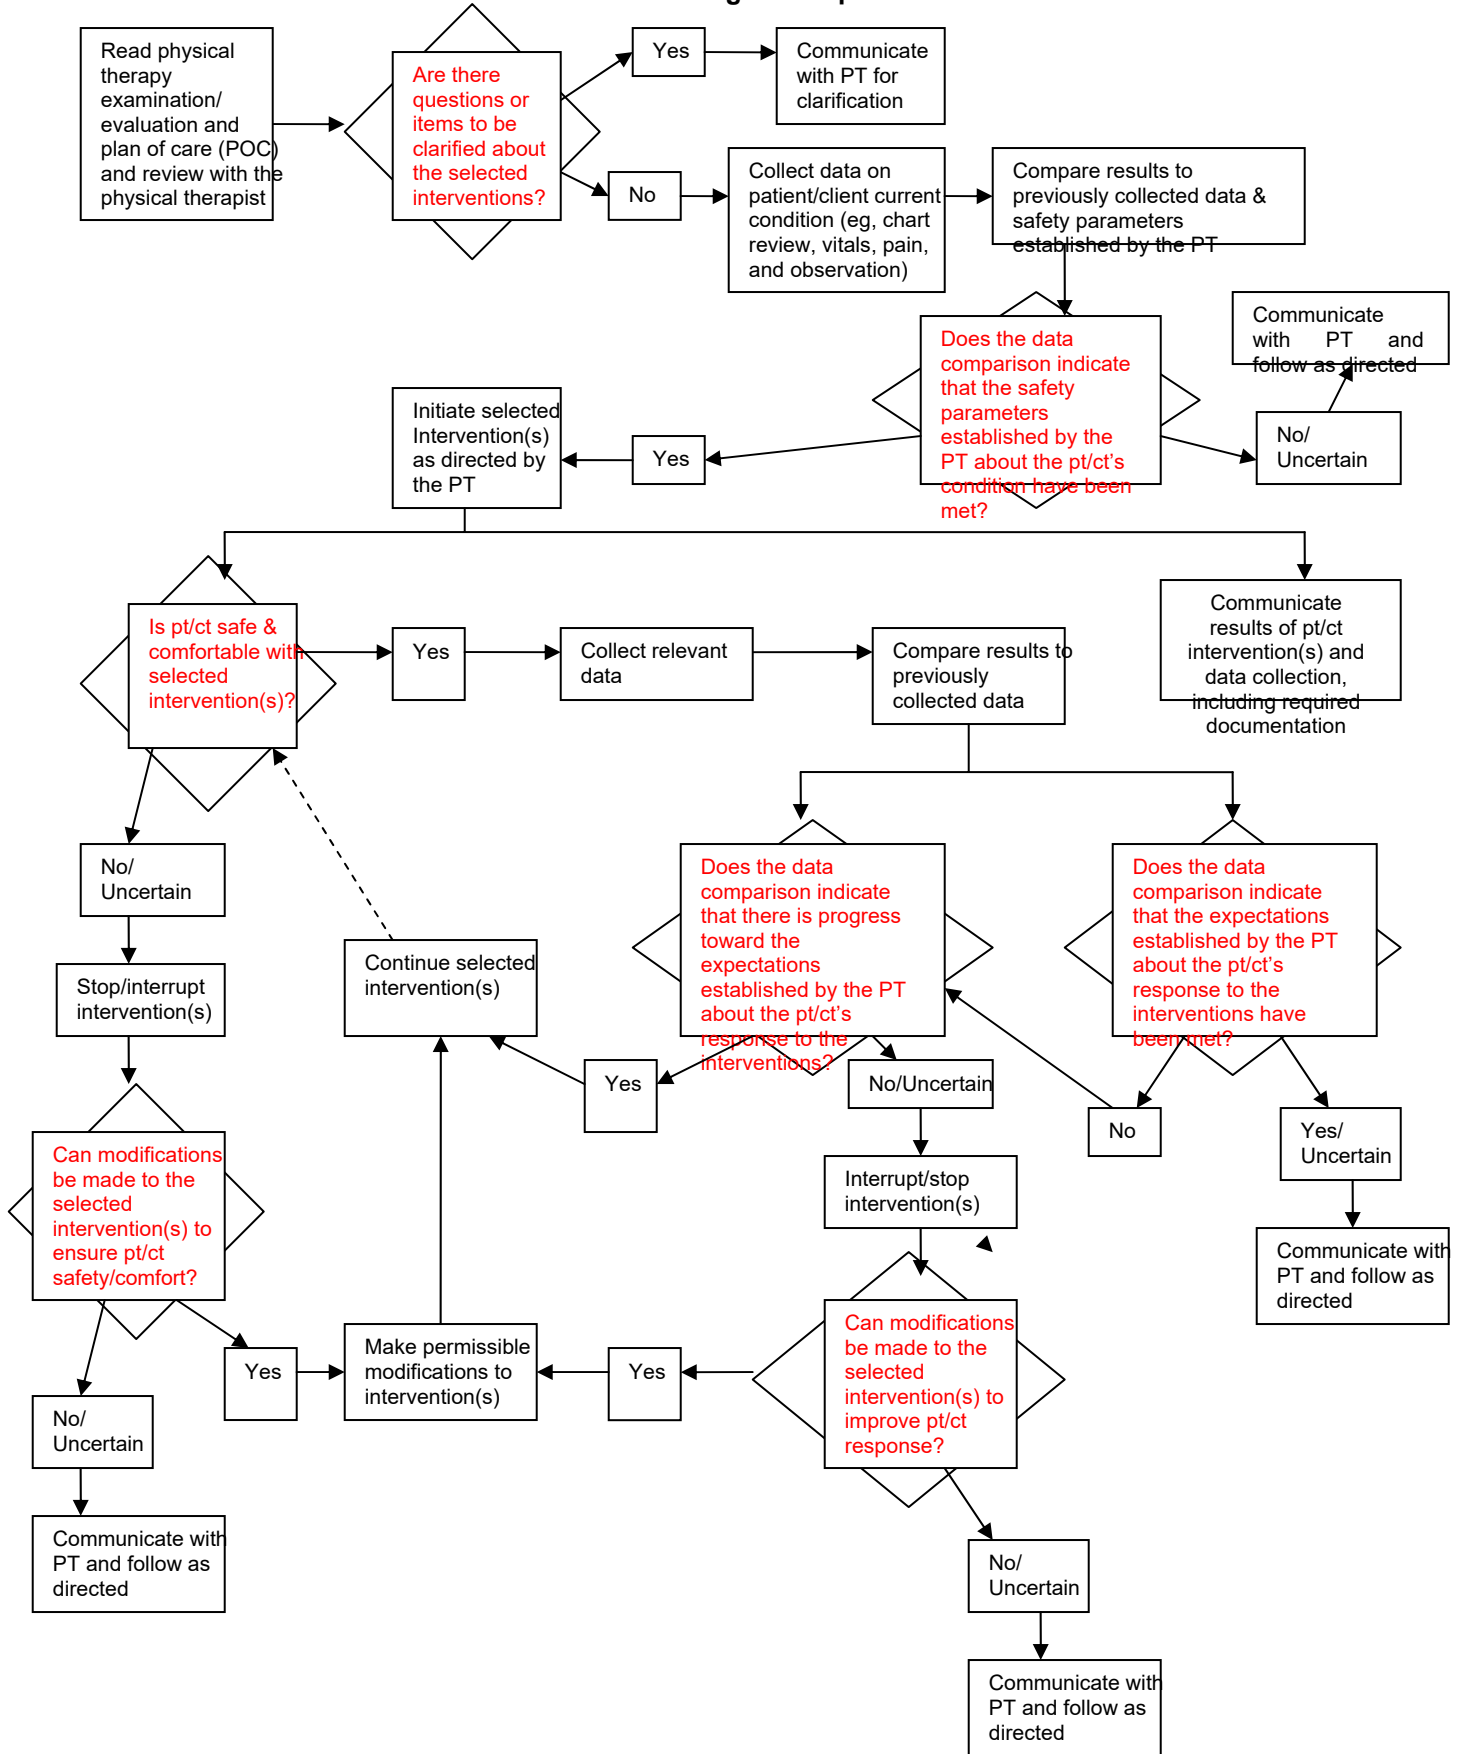 Read physical
therapy
examination/
evaluation and
plan of care (POC)
and review with the
physical therapist
Are there
questions or
items to be
clarified about
the selected
interventions?
Yes
Communicate
with PT for
clarification
No
Collect data on
patient/client current
condition (eg, chart
review, vitals, pain,
and observation)
Compare results to
previously collected data &
safety parameters
established by the PT
Does the data
comparison indicate
that the safety
parameters
established by the
PT about the pt/ct's
condition have been
met?
Communicate
with PT and
follow as directed
No/
Uncertain
Yes
Initiate selected
Intervention(s)
as directed by
the PT
Is pt/ct safe &
comfortable with
selected
intervention(s)?
Yes
Collect relevant
data
Compare results to
previously
collected data
Communicate
results of pt/ct
intervention(s) and
data collection,
including required
documentation
No/
Uncertain
Stop/interrupt
intervention(s)
Continue selected
intervention(s)
Does the data
comparison indicate
that there is progress
toward the
expectations
established by the PT
about the pt/ct's
response to the
interventions?
Does the data
comparison indicate
that the expectations
established by the PT
about the pt/ct's
response to the
interventions have
been met?
Yes
No/Uncertain
No
Yes/
Uncertain
Interrupt/stop
intervention(s)
Communicate with
PT and follow as
directed
Can modifications
be made to the
selected
intervention(s) to
ensure pt/ct
safety/comfort?
Yes
Make permissible
modifications to
intervention(s)
Yes
Can modifications
be made to the
selected
intervention(s) to
improve pt/ct
response?
No/
Uncertain
Communicate with
PT and follow as
directed
No/
Uncertain
Communicate with
PT and follow as
directed